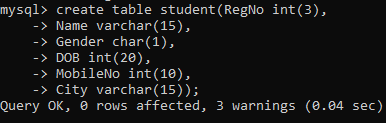 mysql> create table student(RegNo int(3),
    -> Name varchar(15),
    -> Gender char(1),
    -> DOB int(20),
    -> MobileNo int(10),
    -> City varchar(15));
Query OK, 0 rows affected, 3 warnings (0.04 sec)